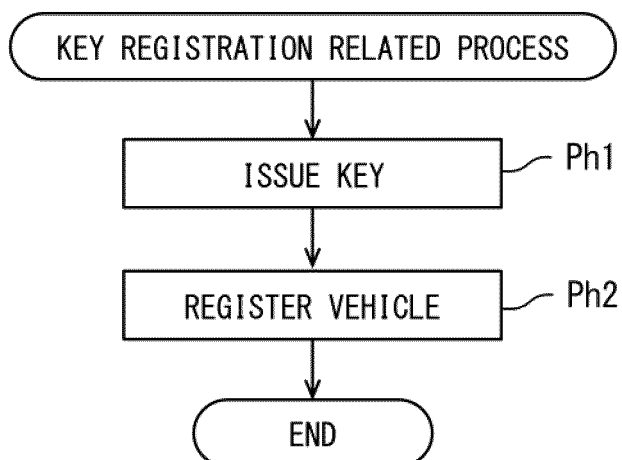 KEY REGISTRATION RELATED PROCESS
ISSUE KEY
Ph1
REGISTER VEHICLE
Ph2
END